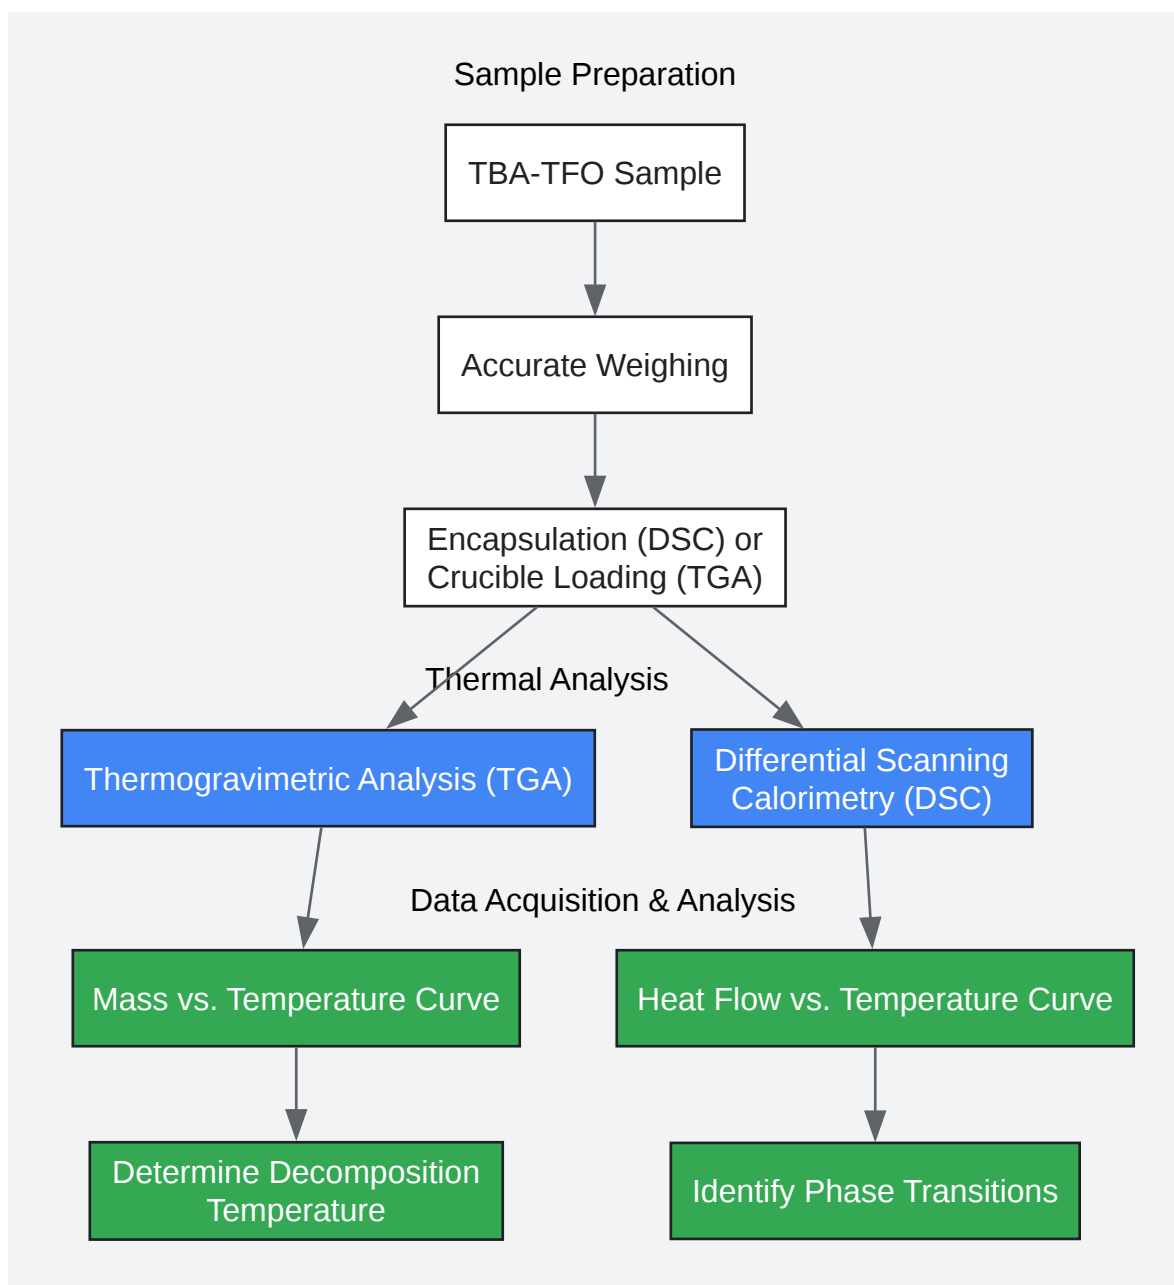 Sample Preparation
TBA-TFO Sample
Accurate Weighing
Encapsulation (DSC) or
Crucible Loading (TGA)
Thermal Analysis
Thermogravimetric Analysis (TGA)
Differential Scanning
Calorimetry (DSC)
Data Acquisition & Analysis
Mass vs. Temperature Curve
Heat Flow vs. Temperature Curve
Determine Decomposition
Temperature
Identify Phase Transitions